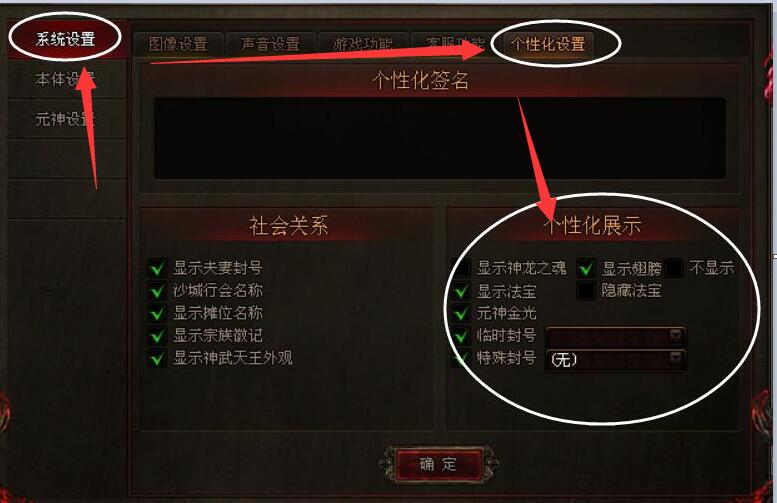 系统设置
图像设置 声音设置 游戏功能 客服功能 个性化设置
本体设置
元神设置
个性化签名
社会关系
显示夫妻封号
沙城行会名称
显示摊位名称
显示宗族徽记
显示神武天王外观
个性化展示
显示神龙之魂 显示翅膀 不显示
显示法宝 隐藏法宝
元神金光
临时封号
特殊封号 (无)
确定